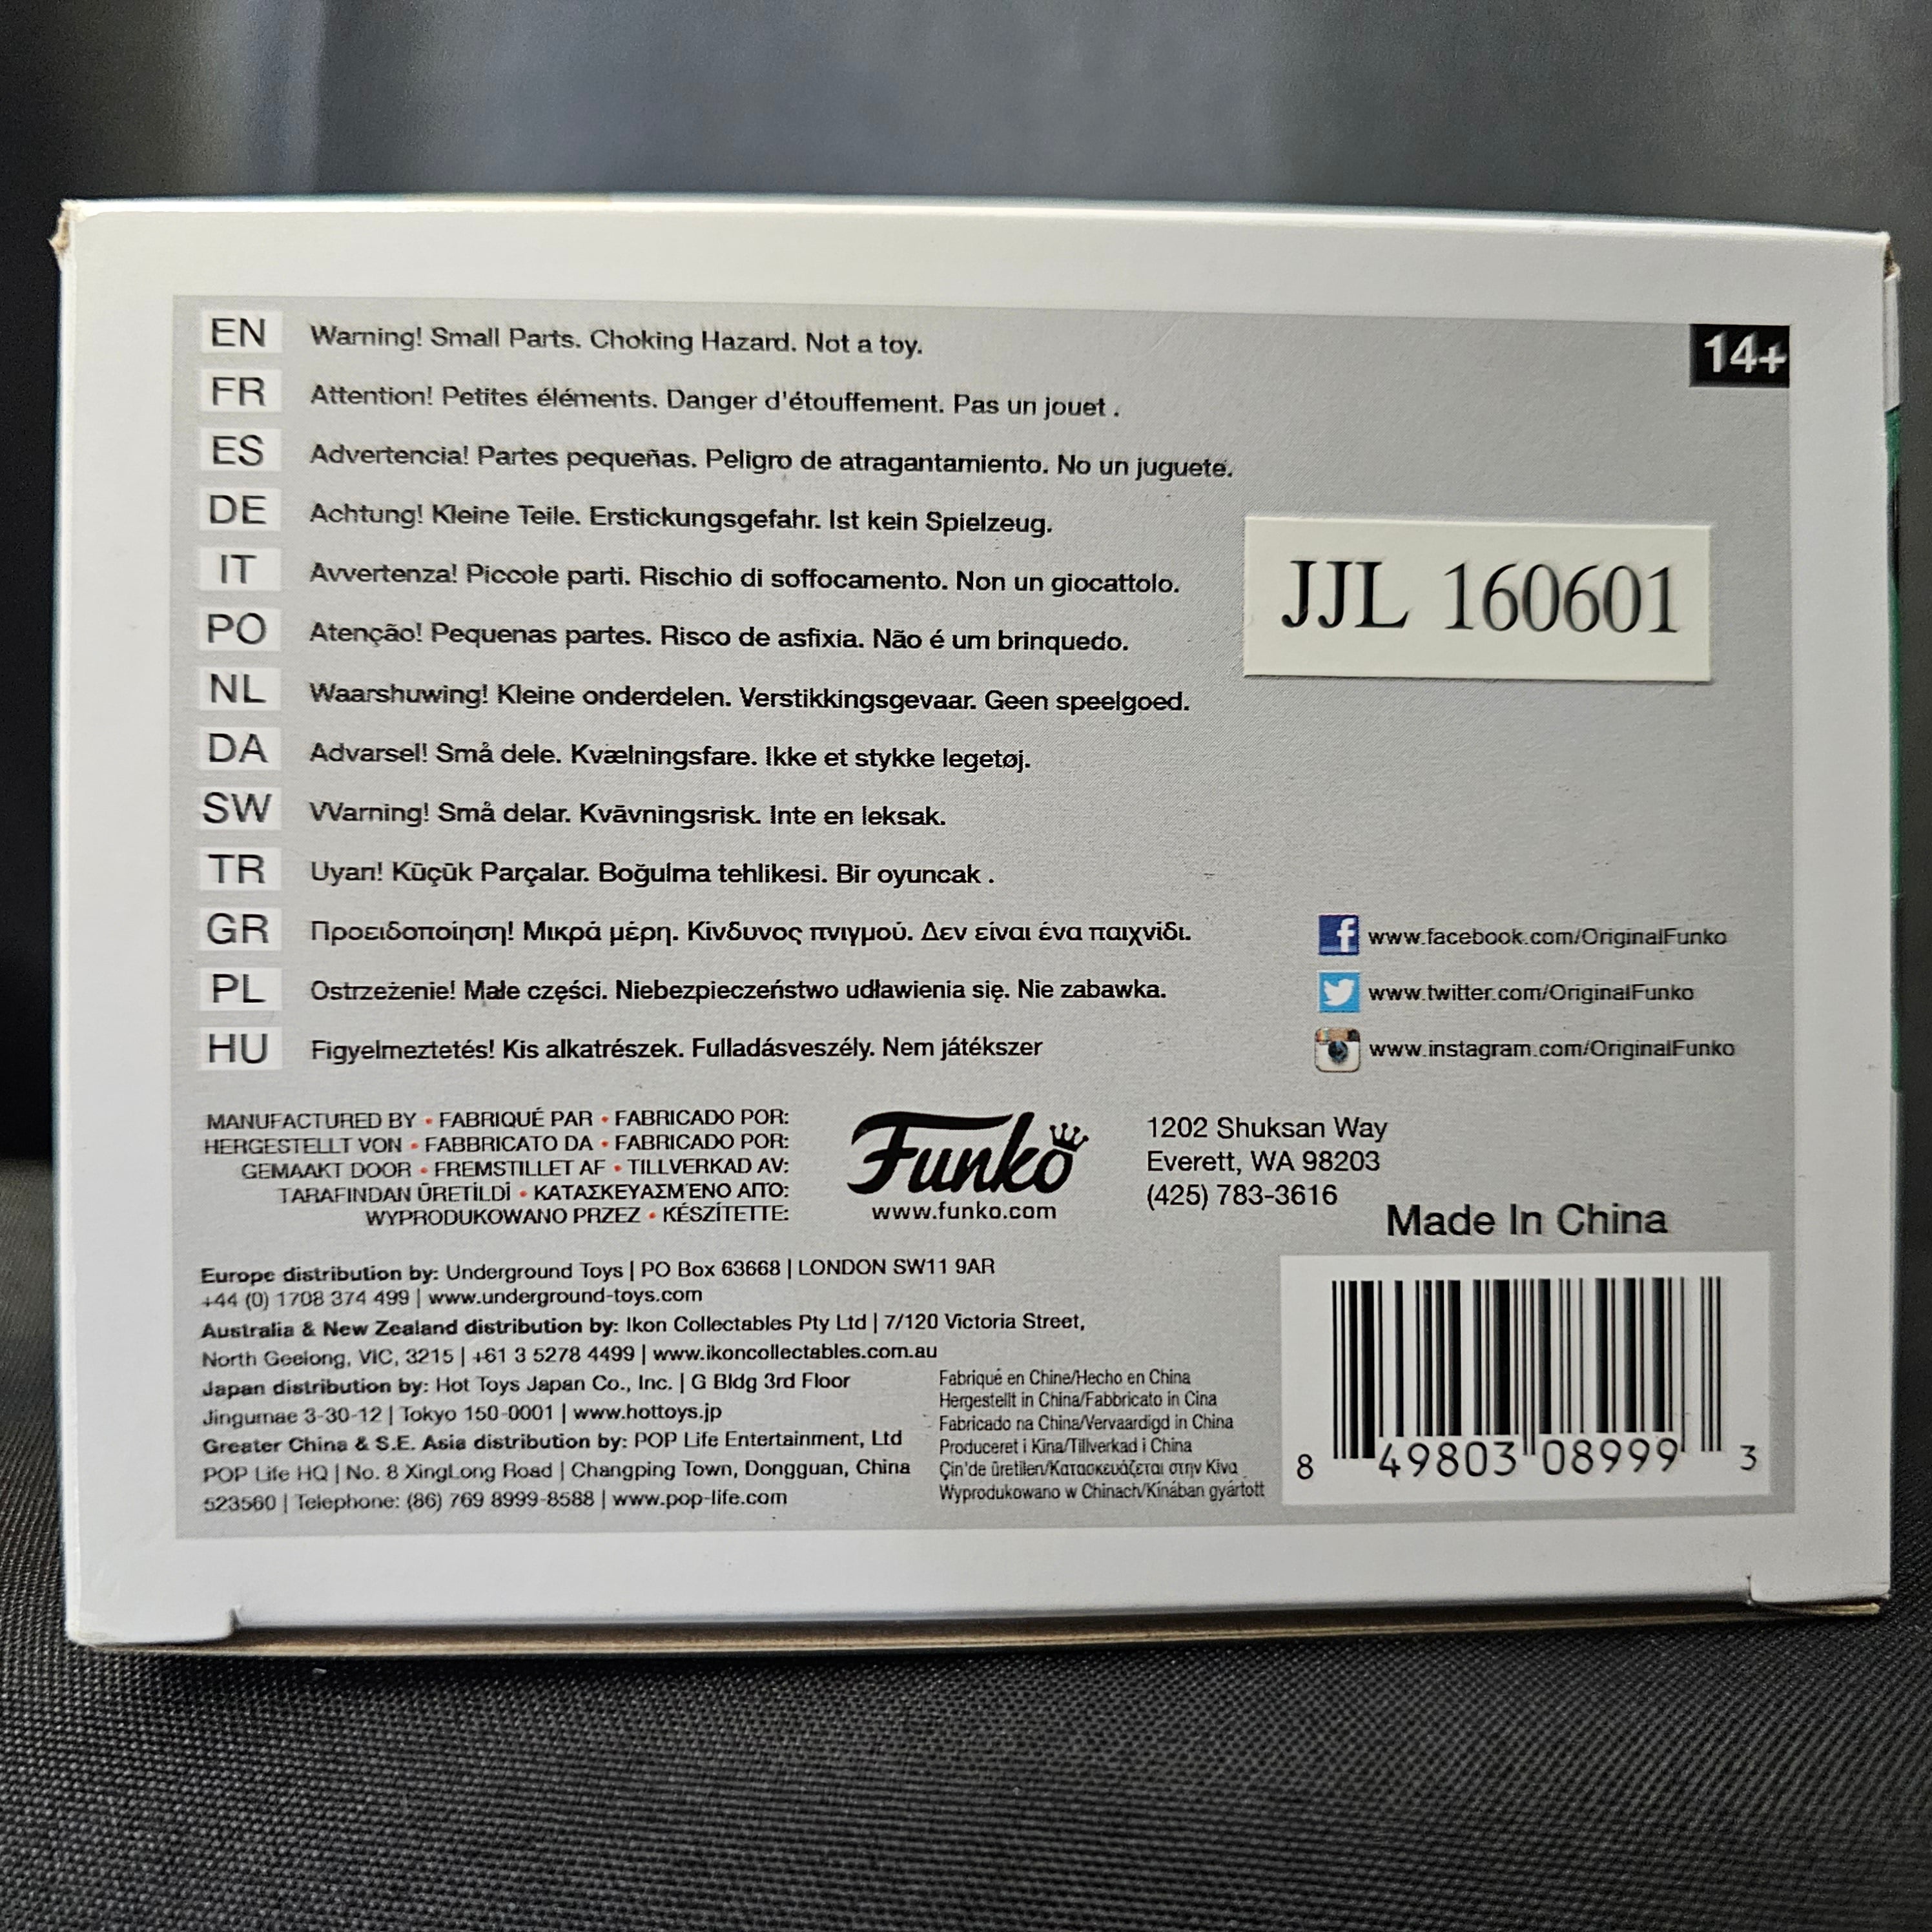 EN Warning! Small Parts. Choking Hazard. Not a toy.
14+
FR Attention! Petites éléments. Danger d'étouffement. Pas un jouet .
ES Advertencia! Partes pequeñas. Peligro de atragantamiento. No un juguete.
DE Achtung! Kleine Teile. Erstickungsgefahr. Ist kein Spielzeug.
IT Avvertenza! Piccole parti. Rischio di soffocamento. Non un giocattolo.
JJL 160601
PO Atenção! Pequenas partes. Risco de asfixia. Não é um brinquedo.
NL Waarshuwing! Kleine onderdelen. Verstikkingsgevaar. Geen speelgoed.
DA Advarsel! Små dele. Kvælningsfare. Ikke et stykke legetøj.
SW Warning! Små delar. Kvävningsrisk. Inte en leksak.
TR Uyarı! Küçük Parçalar. Boğulma tehlikesi. Bir oyuncak .
GR Προειδοποίηση! Μικρά μέρη. Κίνδυνος πνιγμού. Δεν είναι ένα παιχνίδι.
PL Ostrzeżenie! Małe części. Niebezpieczeństwo udławienia się. Nie zabawka.
HU Figyelmeztetés! Kis alkatrészek. Fulladásveszély. Nem játékszer
www.facebook.com/OriginalFunko
www.twitter.com/OriginalFunko
www.instagram.com/OriginalFunko
MANUFACTURED BY • FABRIQUÉ PAR • FABRICADO POR:
HERGESTELLT VON • FABBRICATO DA • FABRICADO POR:
GEMAAKT DOOR • FREMSTILLET AF • TILLVERKAD AV:
TARAFINDAN ÜRETİLDİ • ΚΑΤΑΣΚΕΥΑΣΜΈΝΟ ΑΠΌ:
WYPRODUKOWANO PRZEZ • KÉSZÍTETTE:
Funko
www.funko.com
1202 Shuksan Way
Everett, WA 98203
(425) 783-3616
Made In China
Europe distribution by: Underground Toys | PO Box 63668 | LONDON SW11 9AR
+44 (0) 1708 374 499 | www.underground-toys.com
Australia & New Zealand distribution by: Ikon Collectables Pty Ltd | 7/120 Victoria Street,
North Geelong, VIC, 3215 | +61 3 5278 4499 | www.ikoncollectables.com.au
Japan distribution by: Hot Toys Japan Co., Inc. | G Bldg 3rd Floor
Jingumae 3-30-12 | Tokyo 150-0001 | www.hottoys.jp
Greater China & S.E. Asia distribution by: POP Life Entertainment, Ltd
POP Life HQ | No. 8 XingLong Road | Changping Town, Dongguan, China
523560 | Telephone: (86) 769 8999-8588 | www.pop-life.com
Fabriqué en Chine/Hecho en China
Hergestellt in China/Fabbricato in Cina
Fabricado na China/Vervaardigd in China
Produceret i Kina/Tillverkad i China
Çin'de üretilen/Κατασκευάζεται στην Κίνα
Wyprodukowano w Chinach/Kínában gyártott
8 49803 08999 3